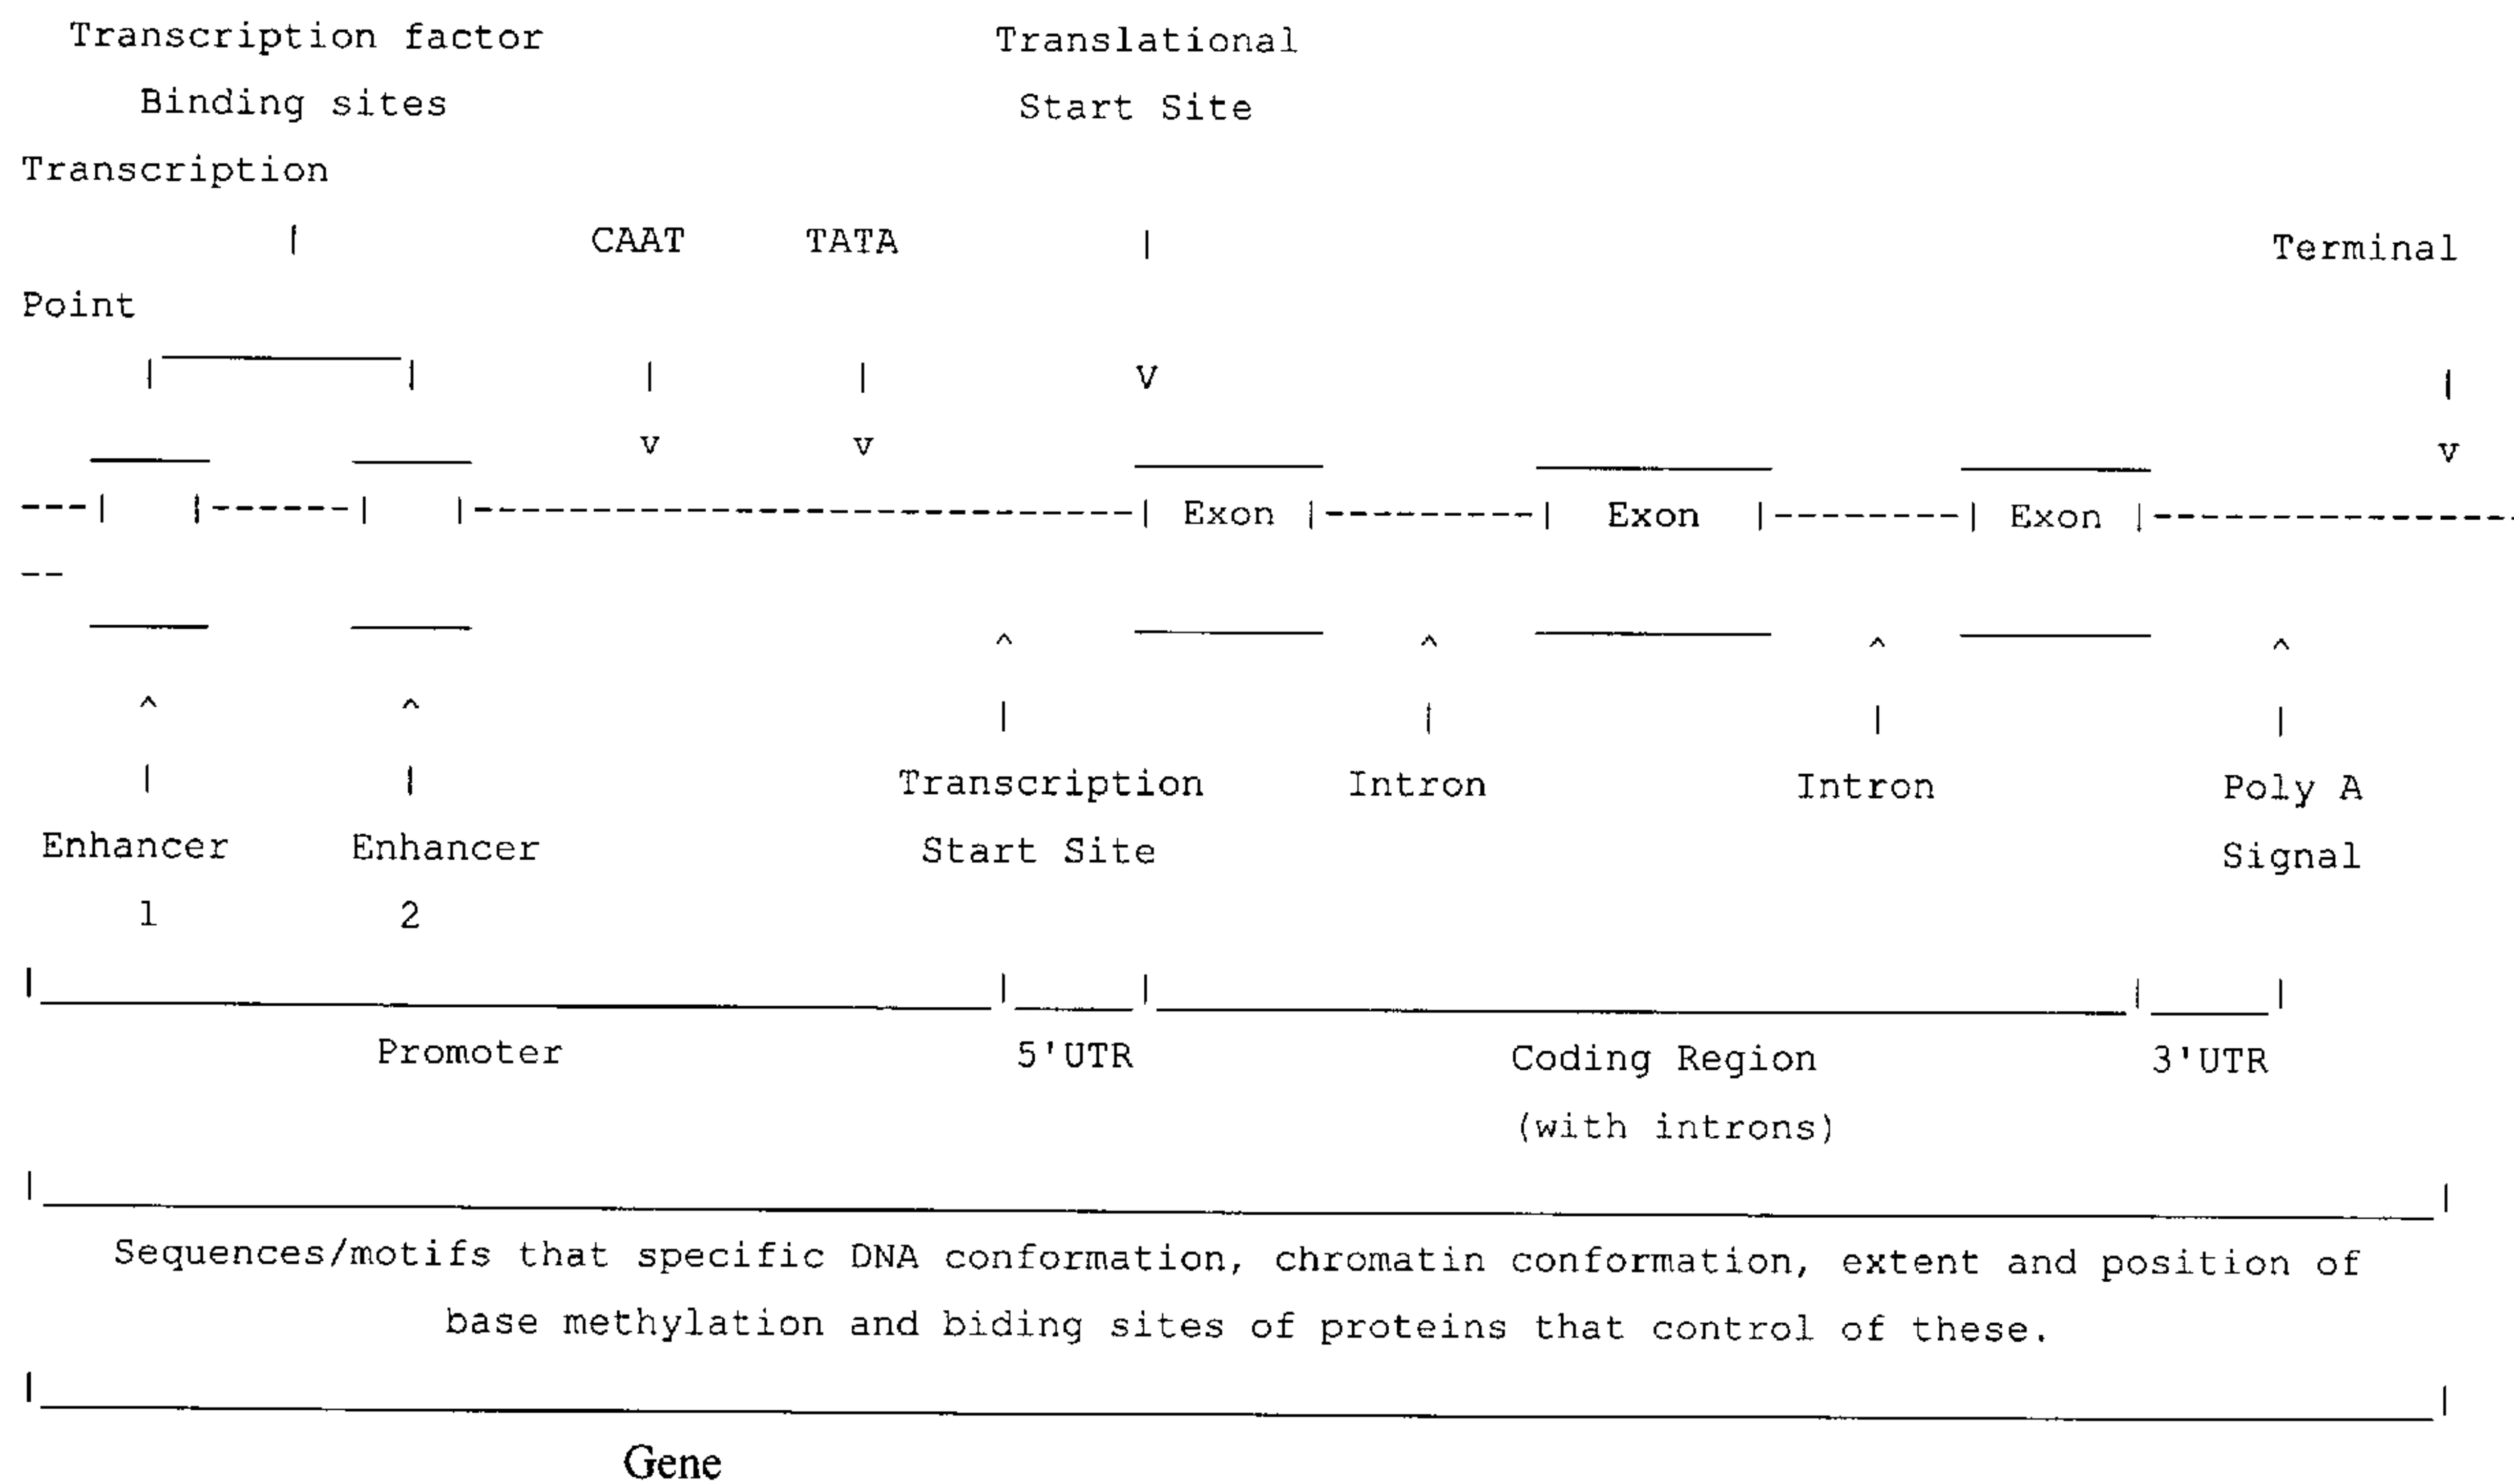 Transcription factor Translational
Binding sites Start Site
Transcription
| CAAT TATA | Terminal
Point
| | | | V |
v v v
---| |------| |----------------------------| Exon |---------| Exon |--------| Exon |----------------
--
^ ^ ^ ^
^ ^ | | | |
| | Transcription Intron Intron Poly A
Enhancer Enhancer Start Site Signal
1 2
| | | | |
Promoter 5'UTR Coding Region 3'UTR
(with introns)
| |
Sequences/motifs that specific DNA conformation, chromatin conformation, extent and position of
base methylation and biding sites of proteins that control of these.
| |
Gene